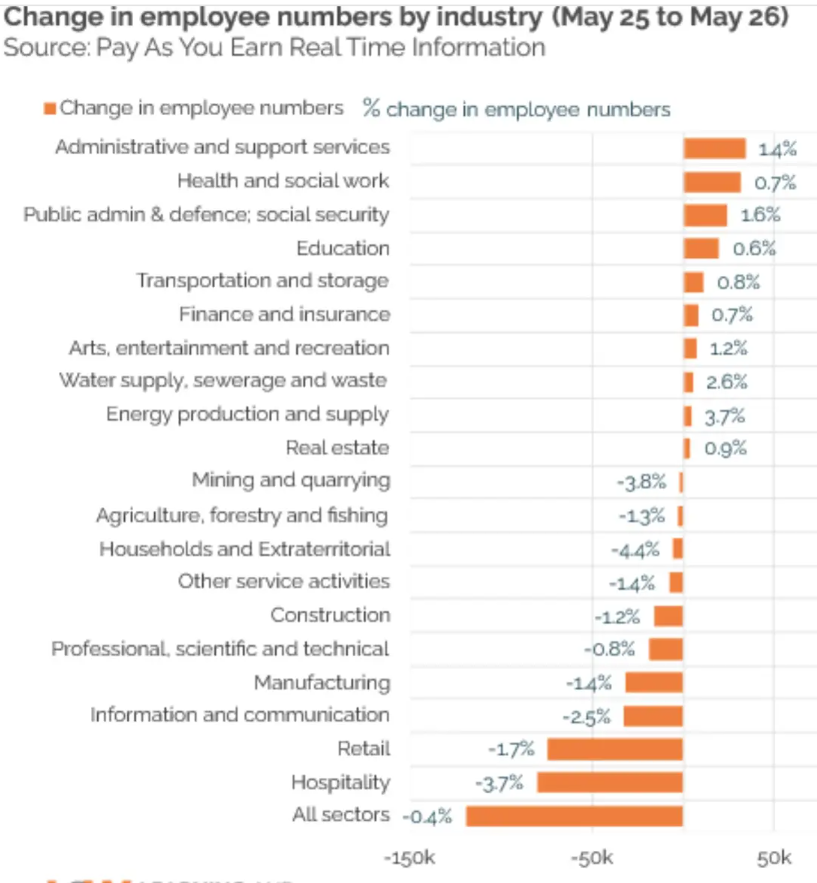 Change in employee numbers by industry (May 25 to May 26)
Source: Pay As You Earn Real Time Information
Change in employee numbers % change in employee numbers
Administrative and support services 1.4%
Health and social work 0.7%
Public admin & defence; social security 1.6%
Education 0.6%
Transportation and storage 0.8%
Finance and insurance 0.7%
Arts, entertainment and recreation 1.2%
Water supply, sewerage and waste 2.6%
Energy production and supply 3.7%
Real estate 0.9%
Mining and quarrying -3.8%
Agriculture, forestry and fishing -1.3%
Households and Extraterritorial -4.4%
Other service activities -1.4%
Construction -1.2%
Professional, scientific and technical -0.8%
Manufacturing -1.4%
Information and communication -2.5%
Retail -1.7%
Hospitality -3.7%
All sectors -0.4%
-150k -50k 50k